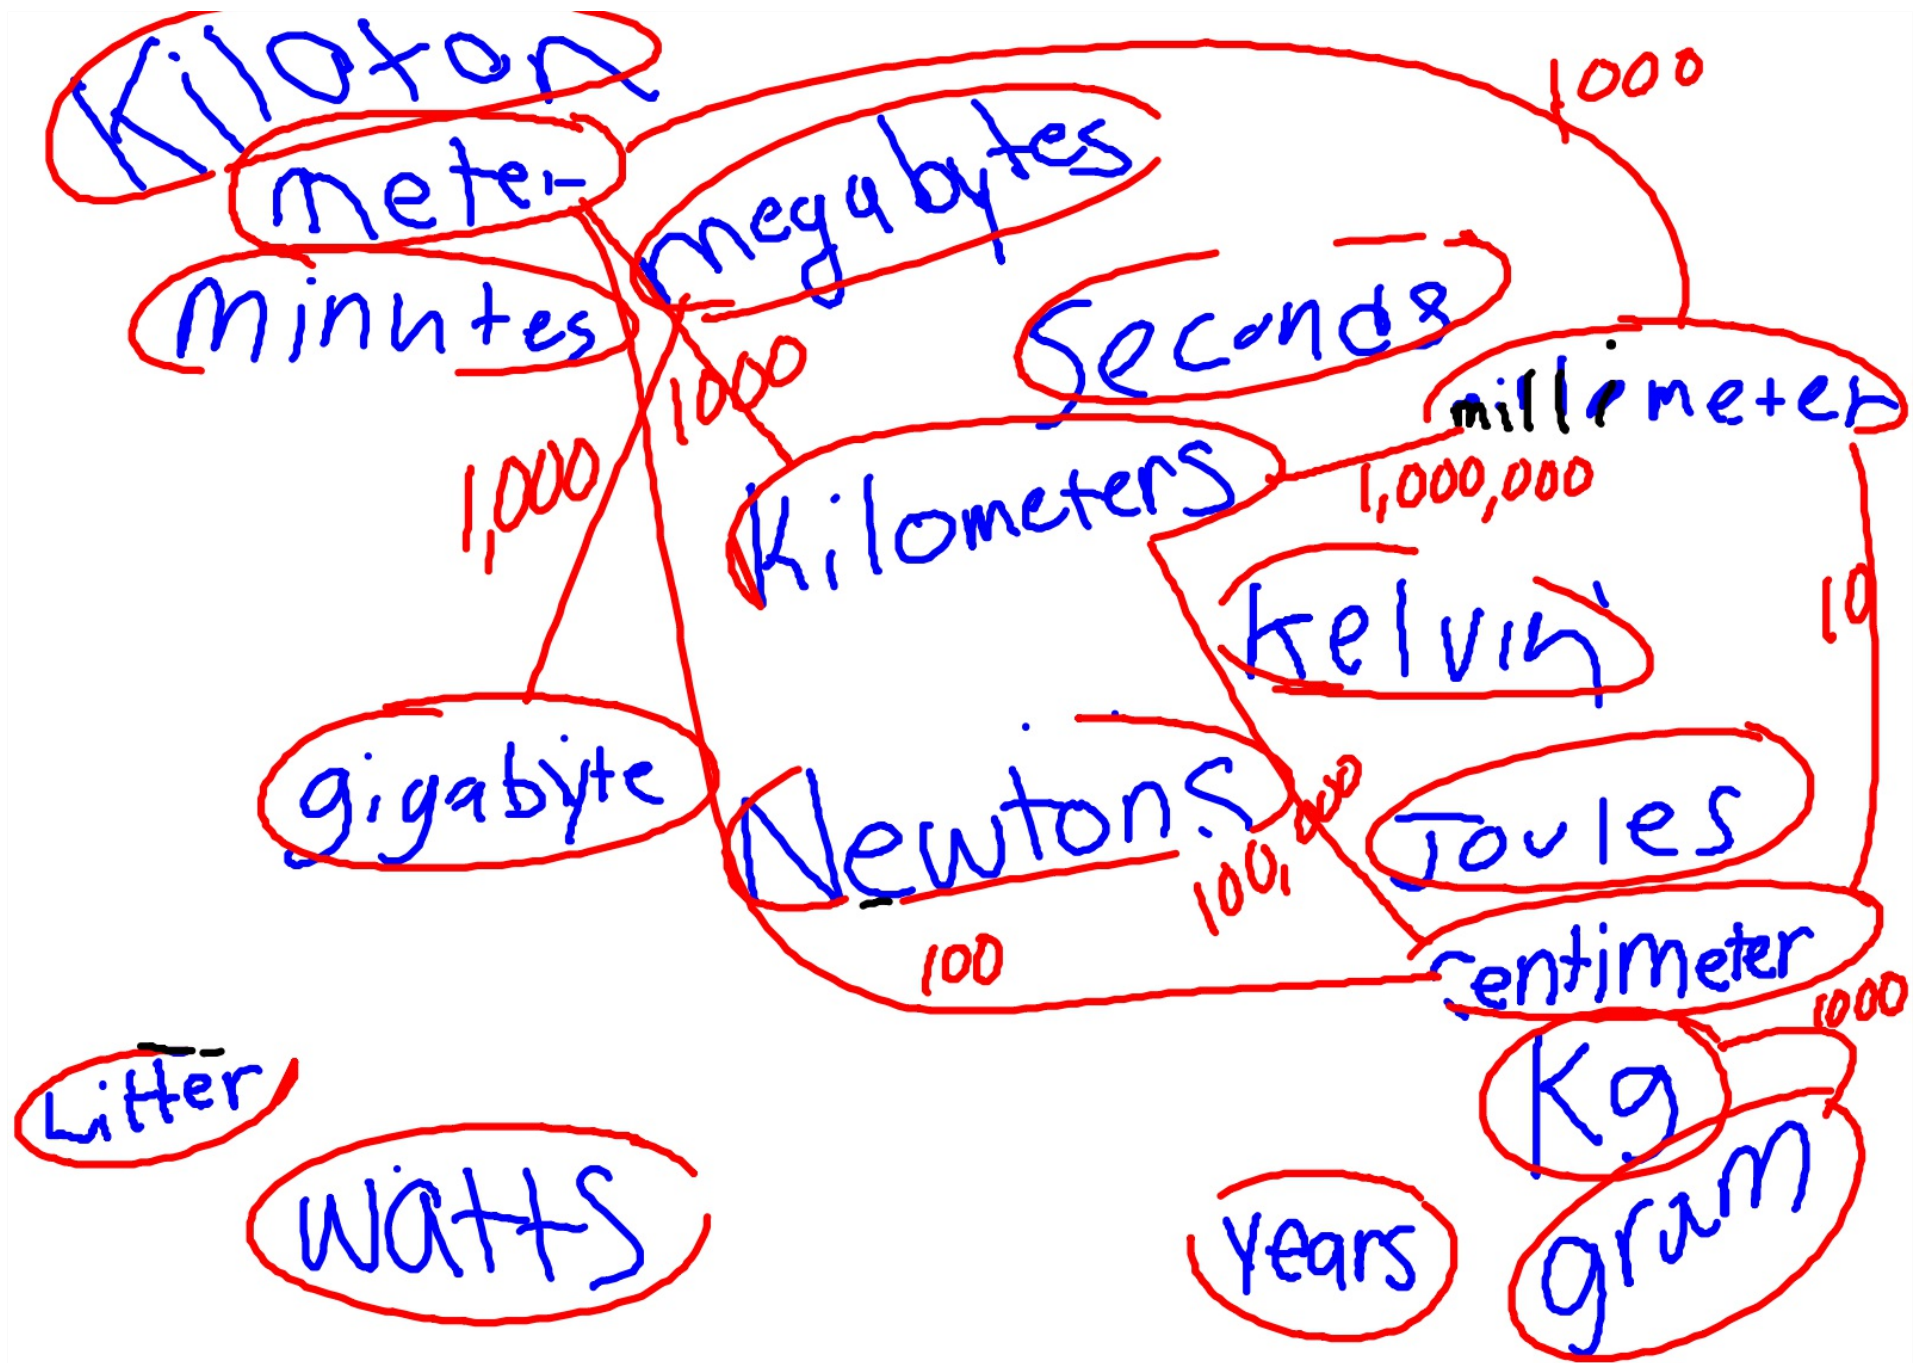 Kiloton
meter
megabytes
1000
minutes
Seconds
millimeter
1000
1,000
Kilometers
1,000,000
Kelvin
10
gigabyte
Newtons
100,000
Joules
100
centimeter
1000
Litter
Kg
watts
years
gram